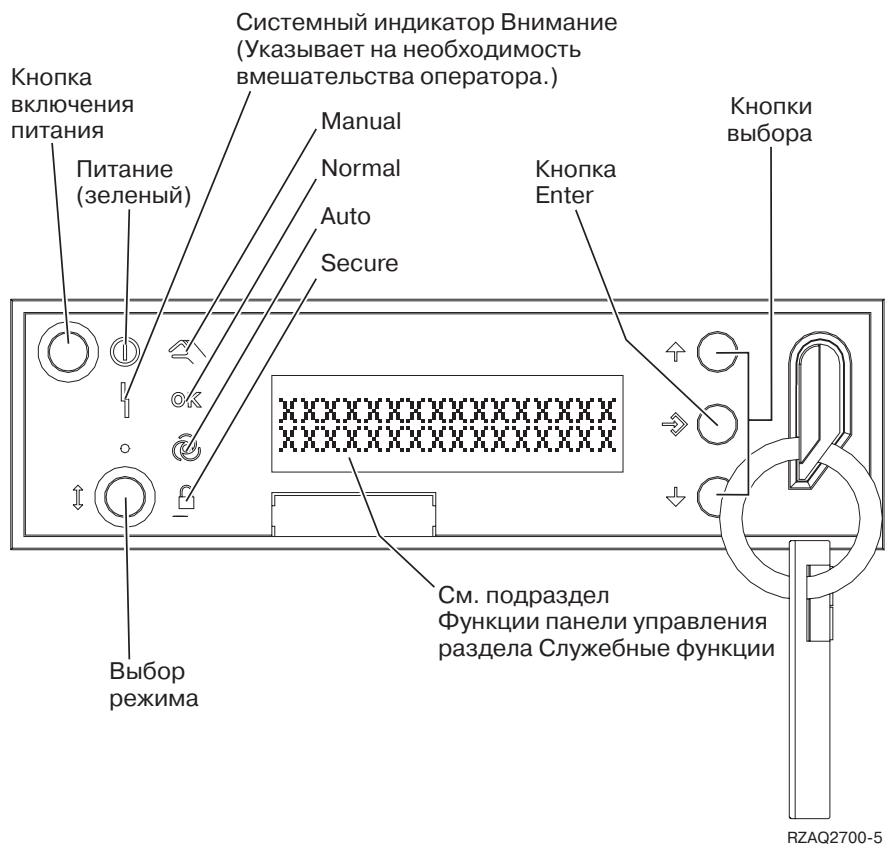 Системный индикатор Внимание
(Указывает на необходимость
вмешательства оператора.)
Кнопка
включения
питания
Питание
(зеленый)
Manual
Normal
Auto
Secure
Кнопка
Enter
Кнопки
выбора
OK
XXXXXXXXXXXXXXXX
XXXXXXXXXXXXXXXX
См. подраздел
Функции панели управления
раздела Служебные функции
Выбор
режима
RZAQ2700-5